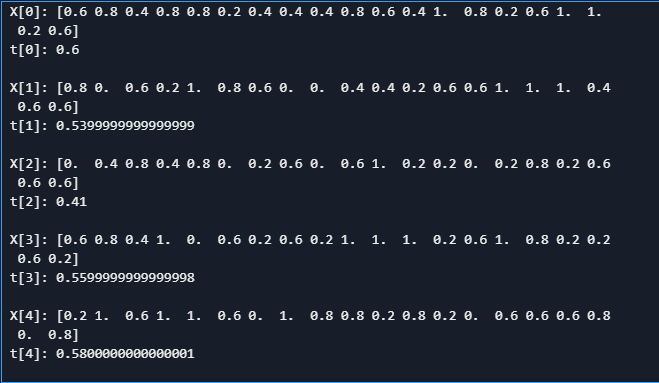 X[0]: [0.6 0.8 0.4 0.8 0.8 0.2 0.4 0.4 0.4 0.8 0.6 0.4 1.  0.8 0.2 0.6 1.  1.
 0.2 0.6]
t[0]: 0.6

X[1]: [0.8 0.  0.6 0.2 1.  0.8 0.6 0.  0.  0.4 0.4 0.2 0.6 0.6 1.  1.  1.  0.4
 0.6 0.6]
t[1]: 0.5399999999999999

X[2]: [0.  0.4 0.8 0.4 0.8 0.  0.2 0.6 0.  0.6 1.  0.2 0.2 0.  0.2 0.8 0.2 0.6
 0.6 0.6]
t[2]: 0.41

X[3]: [0.6 0.8 0.4 1.  0.  0.6 0.2 0.6 0.2 1.  1.  1.  0.2 0.6 1.  0.8 0.2 0.2
 0.6 0.2]
t[3]: 0.5599999999999998

X[4]: [0.2 1.  0.6 1.  1.  0.6 0.  1.  0.8 0.8 0.2 0.8 0.2 0.  0.6 0.6 0.6 0.8
 0.  0.8]
t[4]: 0.5800000000000001